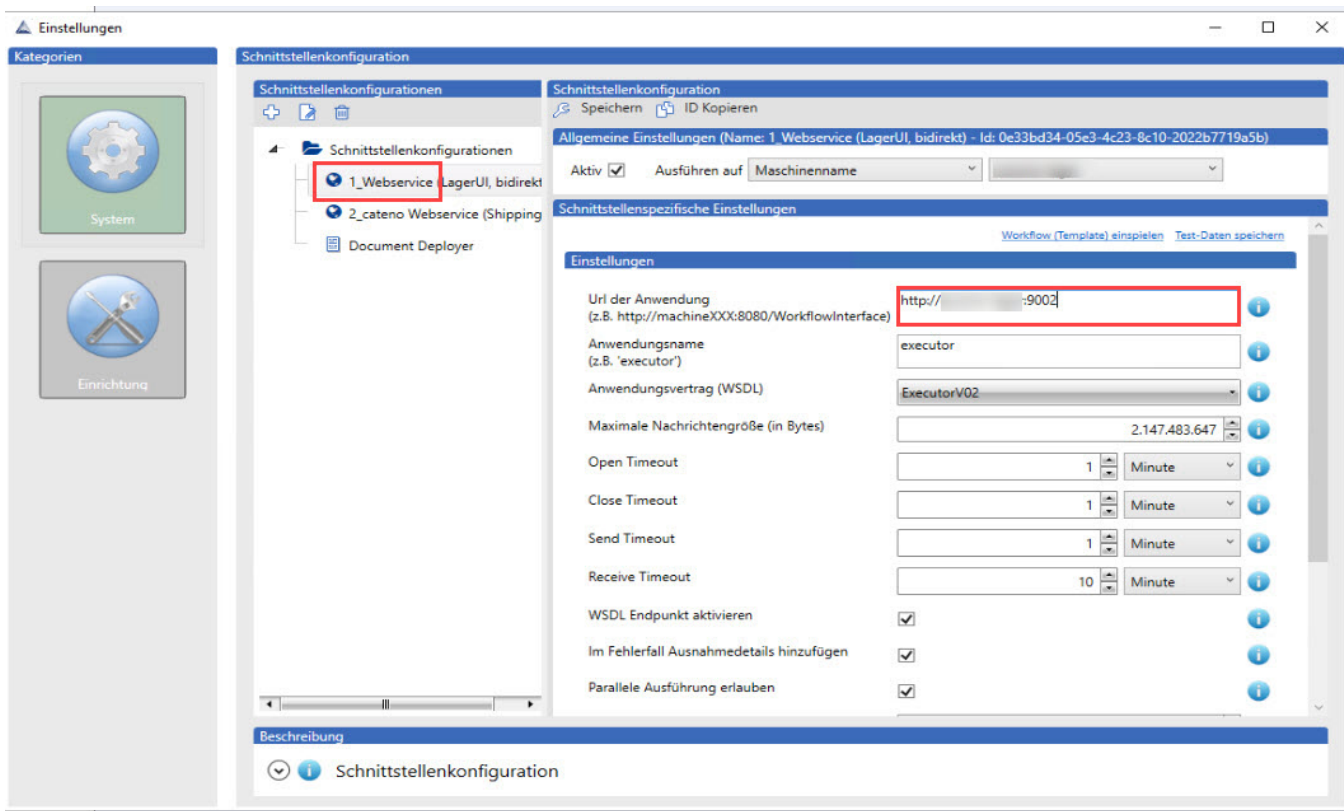 Einstellungen
Kategorien
System
Einrichtung
Schnittstellenkonfiguration
Schnittstellenkonfigurationen
Schnittstellenkonfigurationen
1_Webservice (LagerUI, bidirekt
2_cateno Webservice (Shipping
Document Deployer
Schnittstellenkonfiguration
Speichern ID Kopieren
Allgemeine Einstellungen (Name: 1_Webservice (LagerUI, bidirekt) - Id: 0e33bd34-05e3-4c23-8c10-2022b7719a5b)
Aktiv Ausführen auf Maschinenname
Schnittstellenspezifische Einstellungen
Workflow (Template) einspielen Test-Daten speichern
Einstellungen
Url der Anwendung
(z.B. http://machineXXX:8080/WorkflowInterface)
http:// :9002
Anwendungsname
(z.B. 'executor')
executor
Anwendungsvertrag (WSDL) ExecutorV02
Maximale Nachrichtengröße (in Bytes) 2.147.483.647
Open Timeout 1 Minute
Close Timeout 1 Minute
Send Timeout 1 Minute
Receive Timeout 10 Minute
WSDL Endpunkt aktivieren
Im Fehlerfall Ausnahmedetails hinzufügen
Parallele Ausführung erlauben
Beschreibung
Schnittstellenkonfiguration